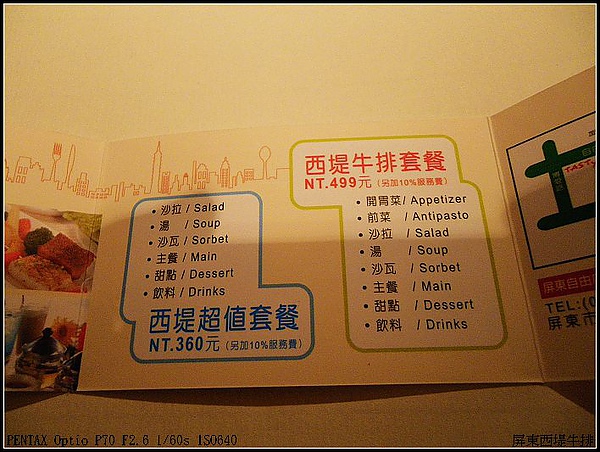 • 沙拉 / Salad
• 湯 / Soup
• 沙瓦 / Sorbet
• 主餐 / Main
• 甜點 / Dessert
• 飲料 / Drinks
西堤超值套餐
NT.360元 (另加10%服務費)
西堤牛排套餐
NT.499元 (另加10%服務費)
• 開胃菜 / Appetizer
• 前菜 / Antipasto
• 沙拉 / Salad
• 湯 / Soup
• 沙瓦 / Sorbet
• 主餐 / Main
• 甜點 / Dessert
• 飲料 / Drinks
屏東自由
TEL:(0
屏東市
PENTAX Optio P70 F2.6 1/60s ISO640
屏東西堤牛排